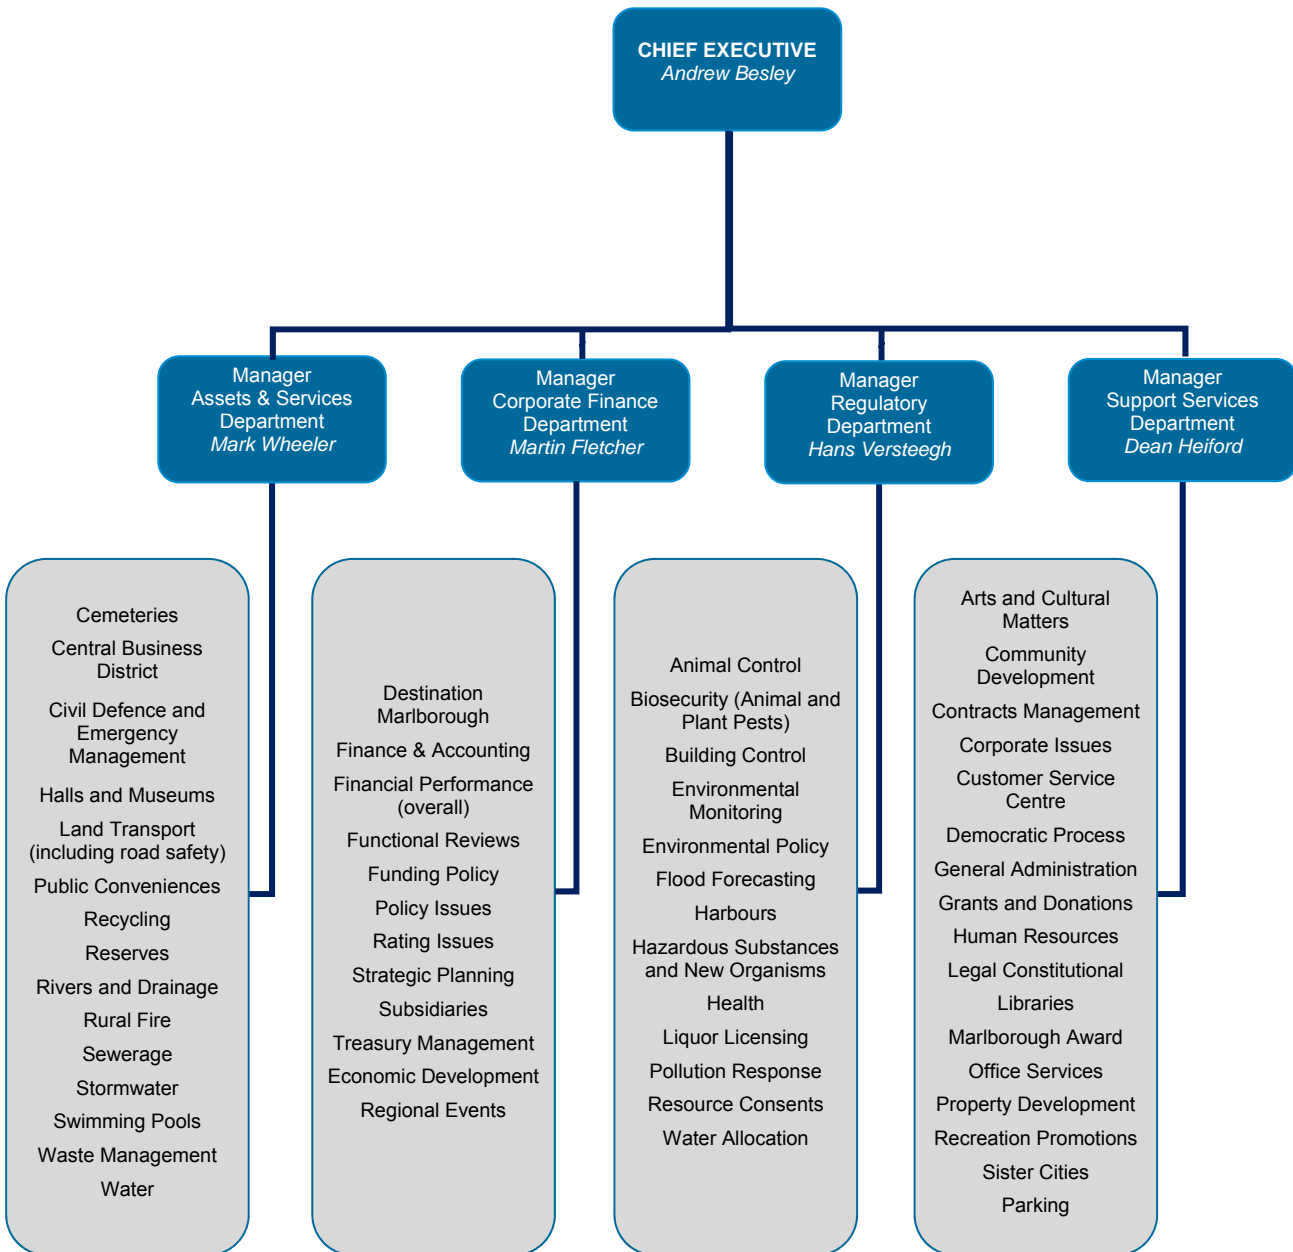 CHIEF EXECUTIVE
Andrew Besley
Manager
Assets & Services
Department
Mark Wheeler
Manager
Corporate Finance
Department
Martin Fletcher
Manager
Regulatory
Department
Hans Versteegh
Manager
Support Services
Department
Dean Heiford
Cemeteries
Central Business
District
Civil Defence and
Emergency
Management
Halls and Museums
Land Transport
(including road safety)
Public Conveniences
Recycling
Reserves
Rivers and Drainage
Rural Fire
Sewerage
Stormwater
Swimming Pools
Waste Management
Water
Destination
Marlborough
Finance & Accounting
Financial Performance
(overall)
Functional Reviews
Funding Policy
Policy Issues
Rating Issues
Strategic Planning
Subsidiaries
Treasury Management
Economic Development
Regional Events
Animal Control
Biosecurity (Animal and
Plant Pests)
Building Control
Environmental
Monitoring
Environmental Policy
Flood Forecasting
Harbours
Hazardous Substances
and New Organisms
Health
Liquor Licensing
Pollution Response
Resource Consents
Water Allocation
Arts and Cultural
Matters
Community
Development
Contracts Management
Corporate Issues
Customer Service
Centre
Democratic Process
General Administration
Grants and Donations
Human Resources
Legal Constitutional
Libraries
Marlborough Award
Office Services
Property Development
Recreation Promotions
Sister Cities
Parking